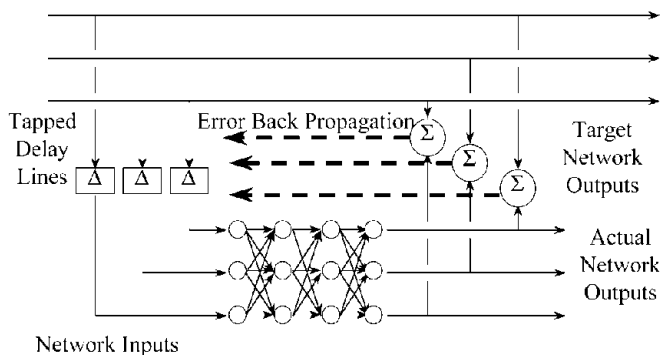 Tapped
Delay
Lines
Error Back Propagation
Target
Network
Outputs
Δ Δ Δ
Σ
Σ
Σ
Actual
Network
Outputs
Network Inputs